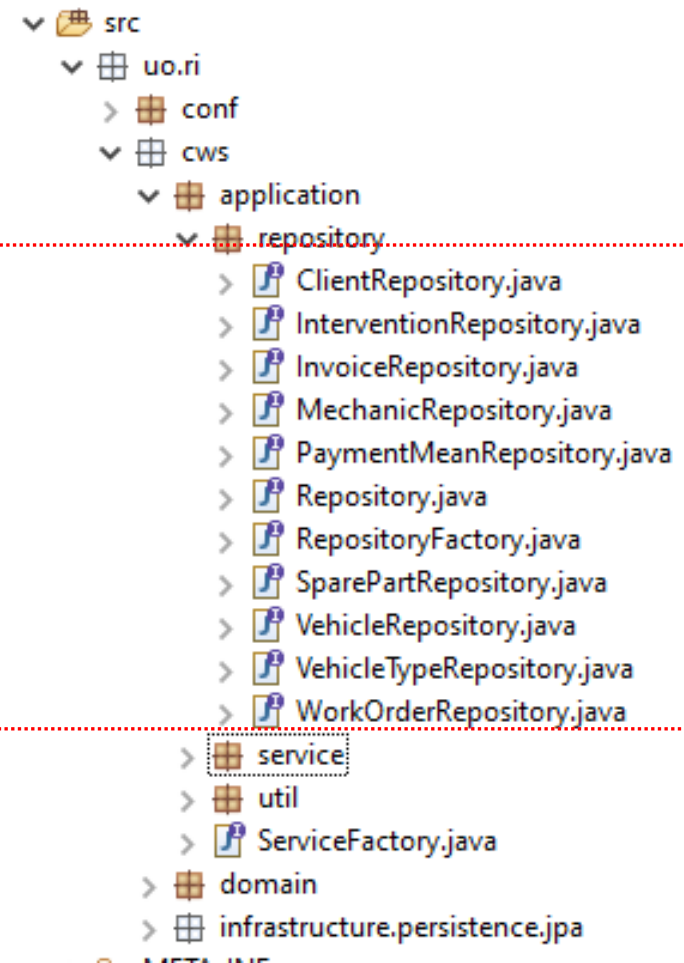 src
uo.ri
conf
cws
application
repository
ClientRepository.java
InterventionRepository.java
InvoiceRepository.java
MechanicRepository.java
PaymentMeanRepository.java
Repository.java
RepositoryFactory.java
SparePartRepository.java
VehicleRepository.java
VehicleTypeRepository.java
WorkOrderRepository.java
service
util
ServiceFactory.java
domain
infrastructure.persistence.jpa